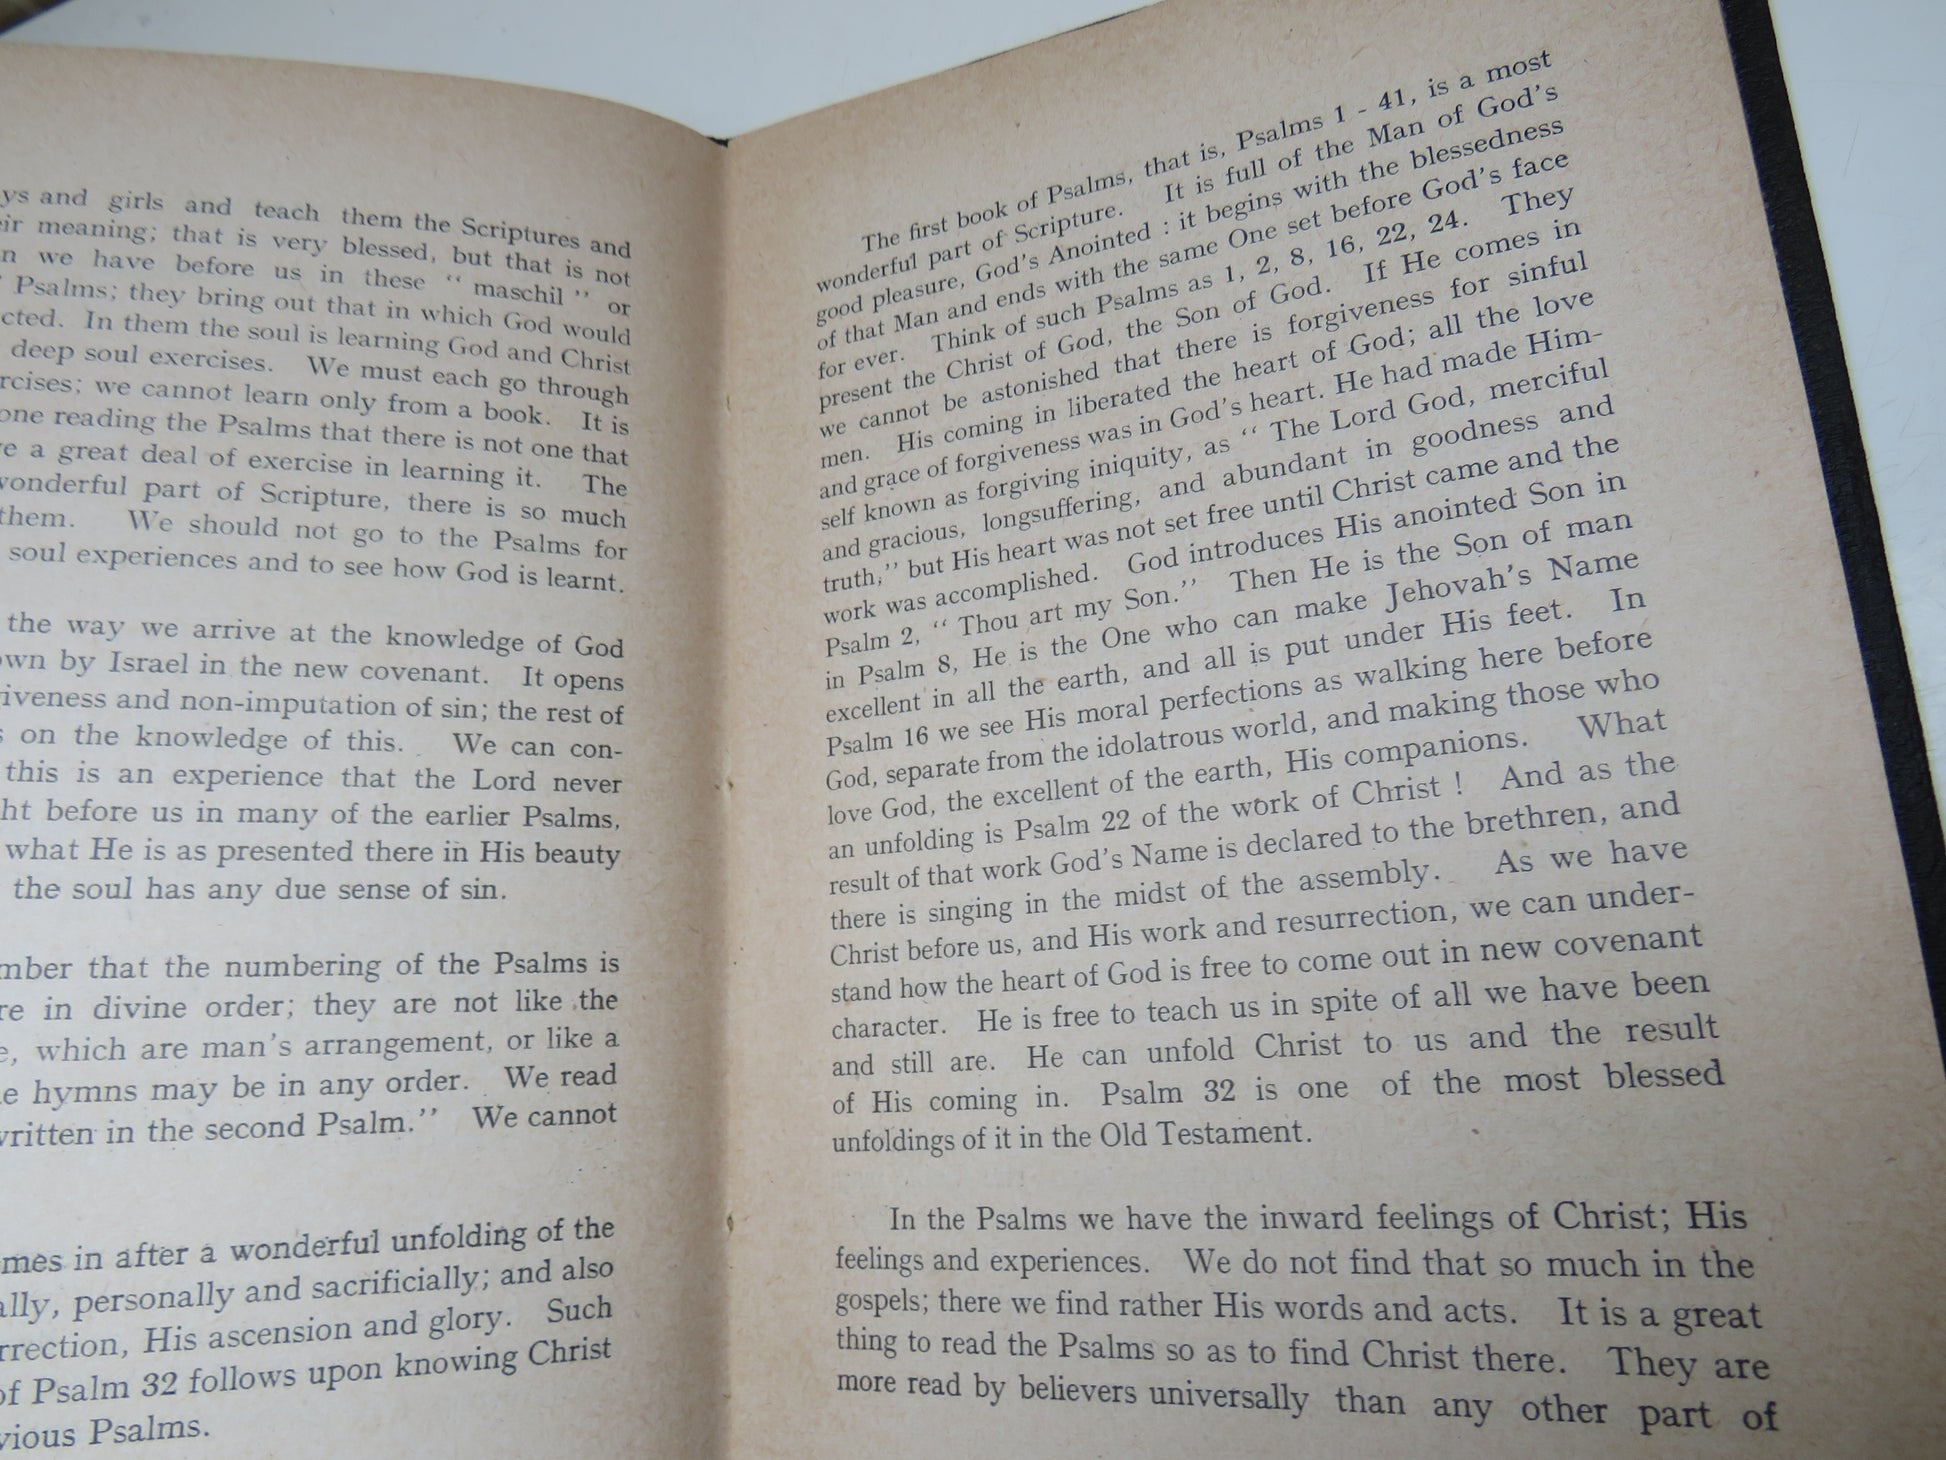 and girls and teach them the Scriptures and
meaning; that is very blessed, but that is not
we have before us in these “ maschil ” or
Psalms; they bring out that in which God would
In them the soul is learning God and Christ
deep soul exercises. We must each go through
we cannot learn only from a book. It is
one reading the Psalms that there is not one that
a great deal of exercise in learning it. The
wonderful part of Scripture, there is so much
them. We should not go to the Psalms for
soul experiences and to see how God is learnt.
the way we arrive at the knowledge of God
by Israel in the new covenant. It opens
and non-imputation of sin; the rest of
on the knowledge of this. We can con-
this is an experience that the Lord never
before us in many of the earlier Psalms,
what He is as presented there in His beauty
the soul has any due sense of sin.
that the numbering of the Psalms is
in divine order; they are not like the
which are man’s arrangement, or like a
hymns may be in any order. We read
written in the second Psalm.” We cannot
in after a wonderful unfolding of the
personally and sacrificially; and also
His ascension and glory. Such
of Psalm 32 follows upon knowing Christ
Psalms.
The first book of Psalms, that is, Psalms 1 - 41, is a most
wonderful part of Scripture. It is full of the Man of God’s
good pleasure, God’s Anointed : it begins with the blessedness
of that Man and ends with the same One set before God’s face
for ever. Think of such Psalms as 1, 2, 8, 16, 22, 24. They
present the Christ of God, the Son of God. If He comes in
we cannot be astonished that there is forgiveness for sinful
men. His coming in liberated the heart of God; all the love
and grace of forgiveness was in God’s heart. He had made Him-
self known as forgiving iniquity, as “ The Lord God, merciful
and gracious, longsuffering, and abundant in goodness and
truth,” but His heart was not set free until Christ came and the
work was accomplished. God introduces His anointed Son in
Psalm 2, “ Thou art my Son.” Then He is the Son of man
in Psalm 8, He is the One who can make Jehovah’s Name
excellent in all the earth, and all is put under His feet. In
Psalm 16 we see His moral perfections as walking here before
God, separate from the idolatrous world, and making those who
love God, the excellent of the earth, His companions. What
an unfolding is Psalm 22 of the work of Christ ! And as the
result of that work God’s Name is declared to the brethren, and
there is singing in the midst of the assembly. As we have
Christ before us, and His work and resurrection, we can under-
stand how the heart of God is free to come out in new covenant
character. He is free to teach us in spite of all we have been
and still are. He can unfold Christ to us and the result
of His coming in. Psalm 32 is one of the most blessed
unfoldings of it in the Old Testament.
In the Psalms we have the inward feelings of Christ; His
feelings and experiences. We do not find that so much in the
gospels; there we find rather His words and acts. It is a great
thing to read the Psalms so as to find Christ there. They are
more read by believers universally than any other part of